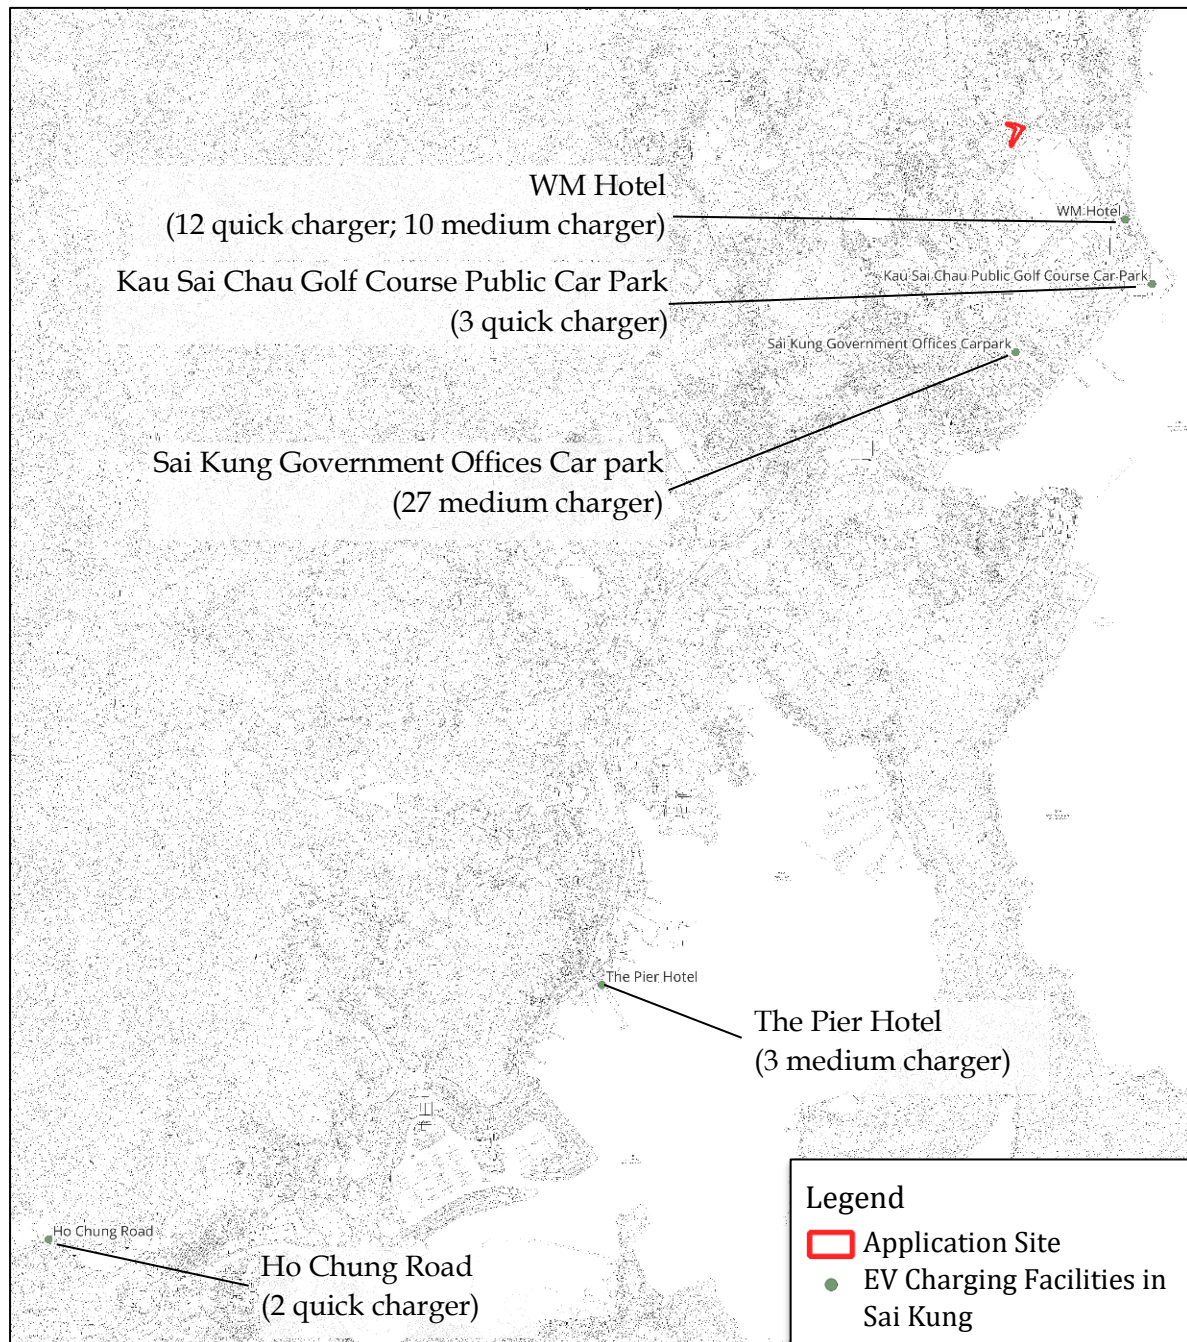 WM Hotel
(12 quick charger; 10 medium charger)
WM Hotel
Kau Sai Chau Golf Course Public Car Park
(3 quick charger)
Kau Sai Chau Public Golf Course Car Park
Sai Kung Government Offices Carpark
Sai Kung Government Offices Car park
(27 medium charger)
The Pier Hotel
The Pier Hotel
(3 medium charger)
Ho Chung Road
Ho Chung Road
(2 quick charger)
Legend
Application Site
EV Charging Facilities in
Sai Kung